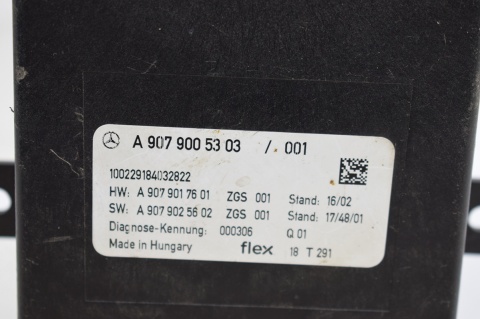 A 907 900 53 03 /. 001
100229184032822
HW: A 907 901 76 01 ZGS 001 Stand: 16/02
SW: A 907 902 56 02 ZGS 001 Stand: 17/48/01
Diagnose-Kennung: 000306 Q 01
Made in Hungary flex 18 T 291